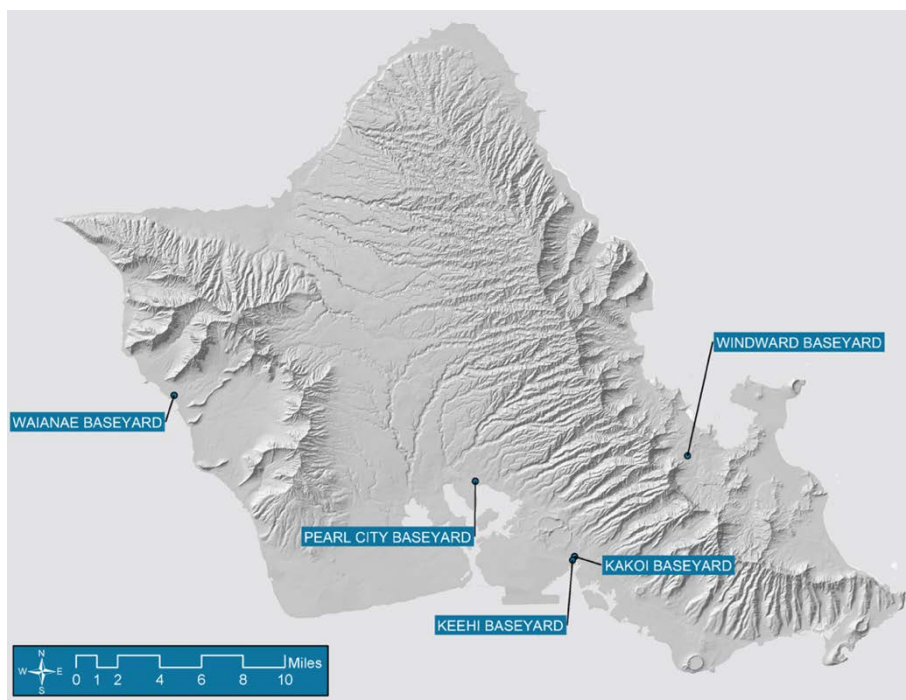 WINDWARD BASEYARD
WAIANAE BASEYARD
PEARL CITY BASEYARD
KAKOI BASEYARD
KEEHI BASEYARD
N
W E
S
Miles
0 1 2 4 6 8 10